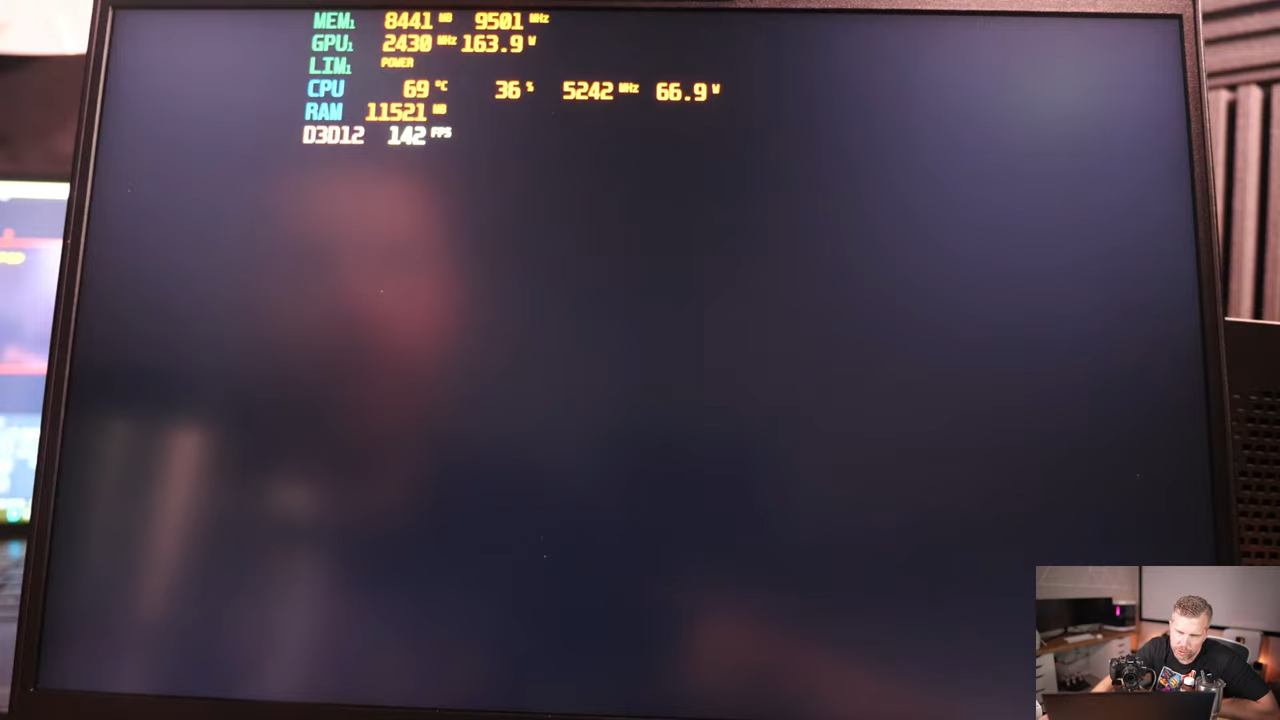 MEM1 8441 MB 9501 MHz
GPU1 2430 MHz 163.9 W
LIM1 POWER
CPU 69 °C 36 % 5242 MHz 66.9 W
RAM 11521 MB
D3D12 142 FPS